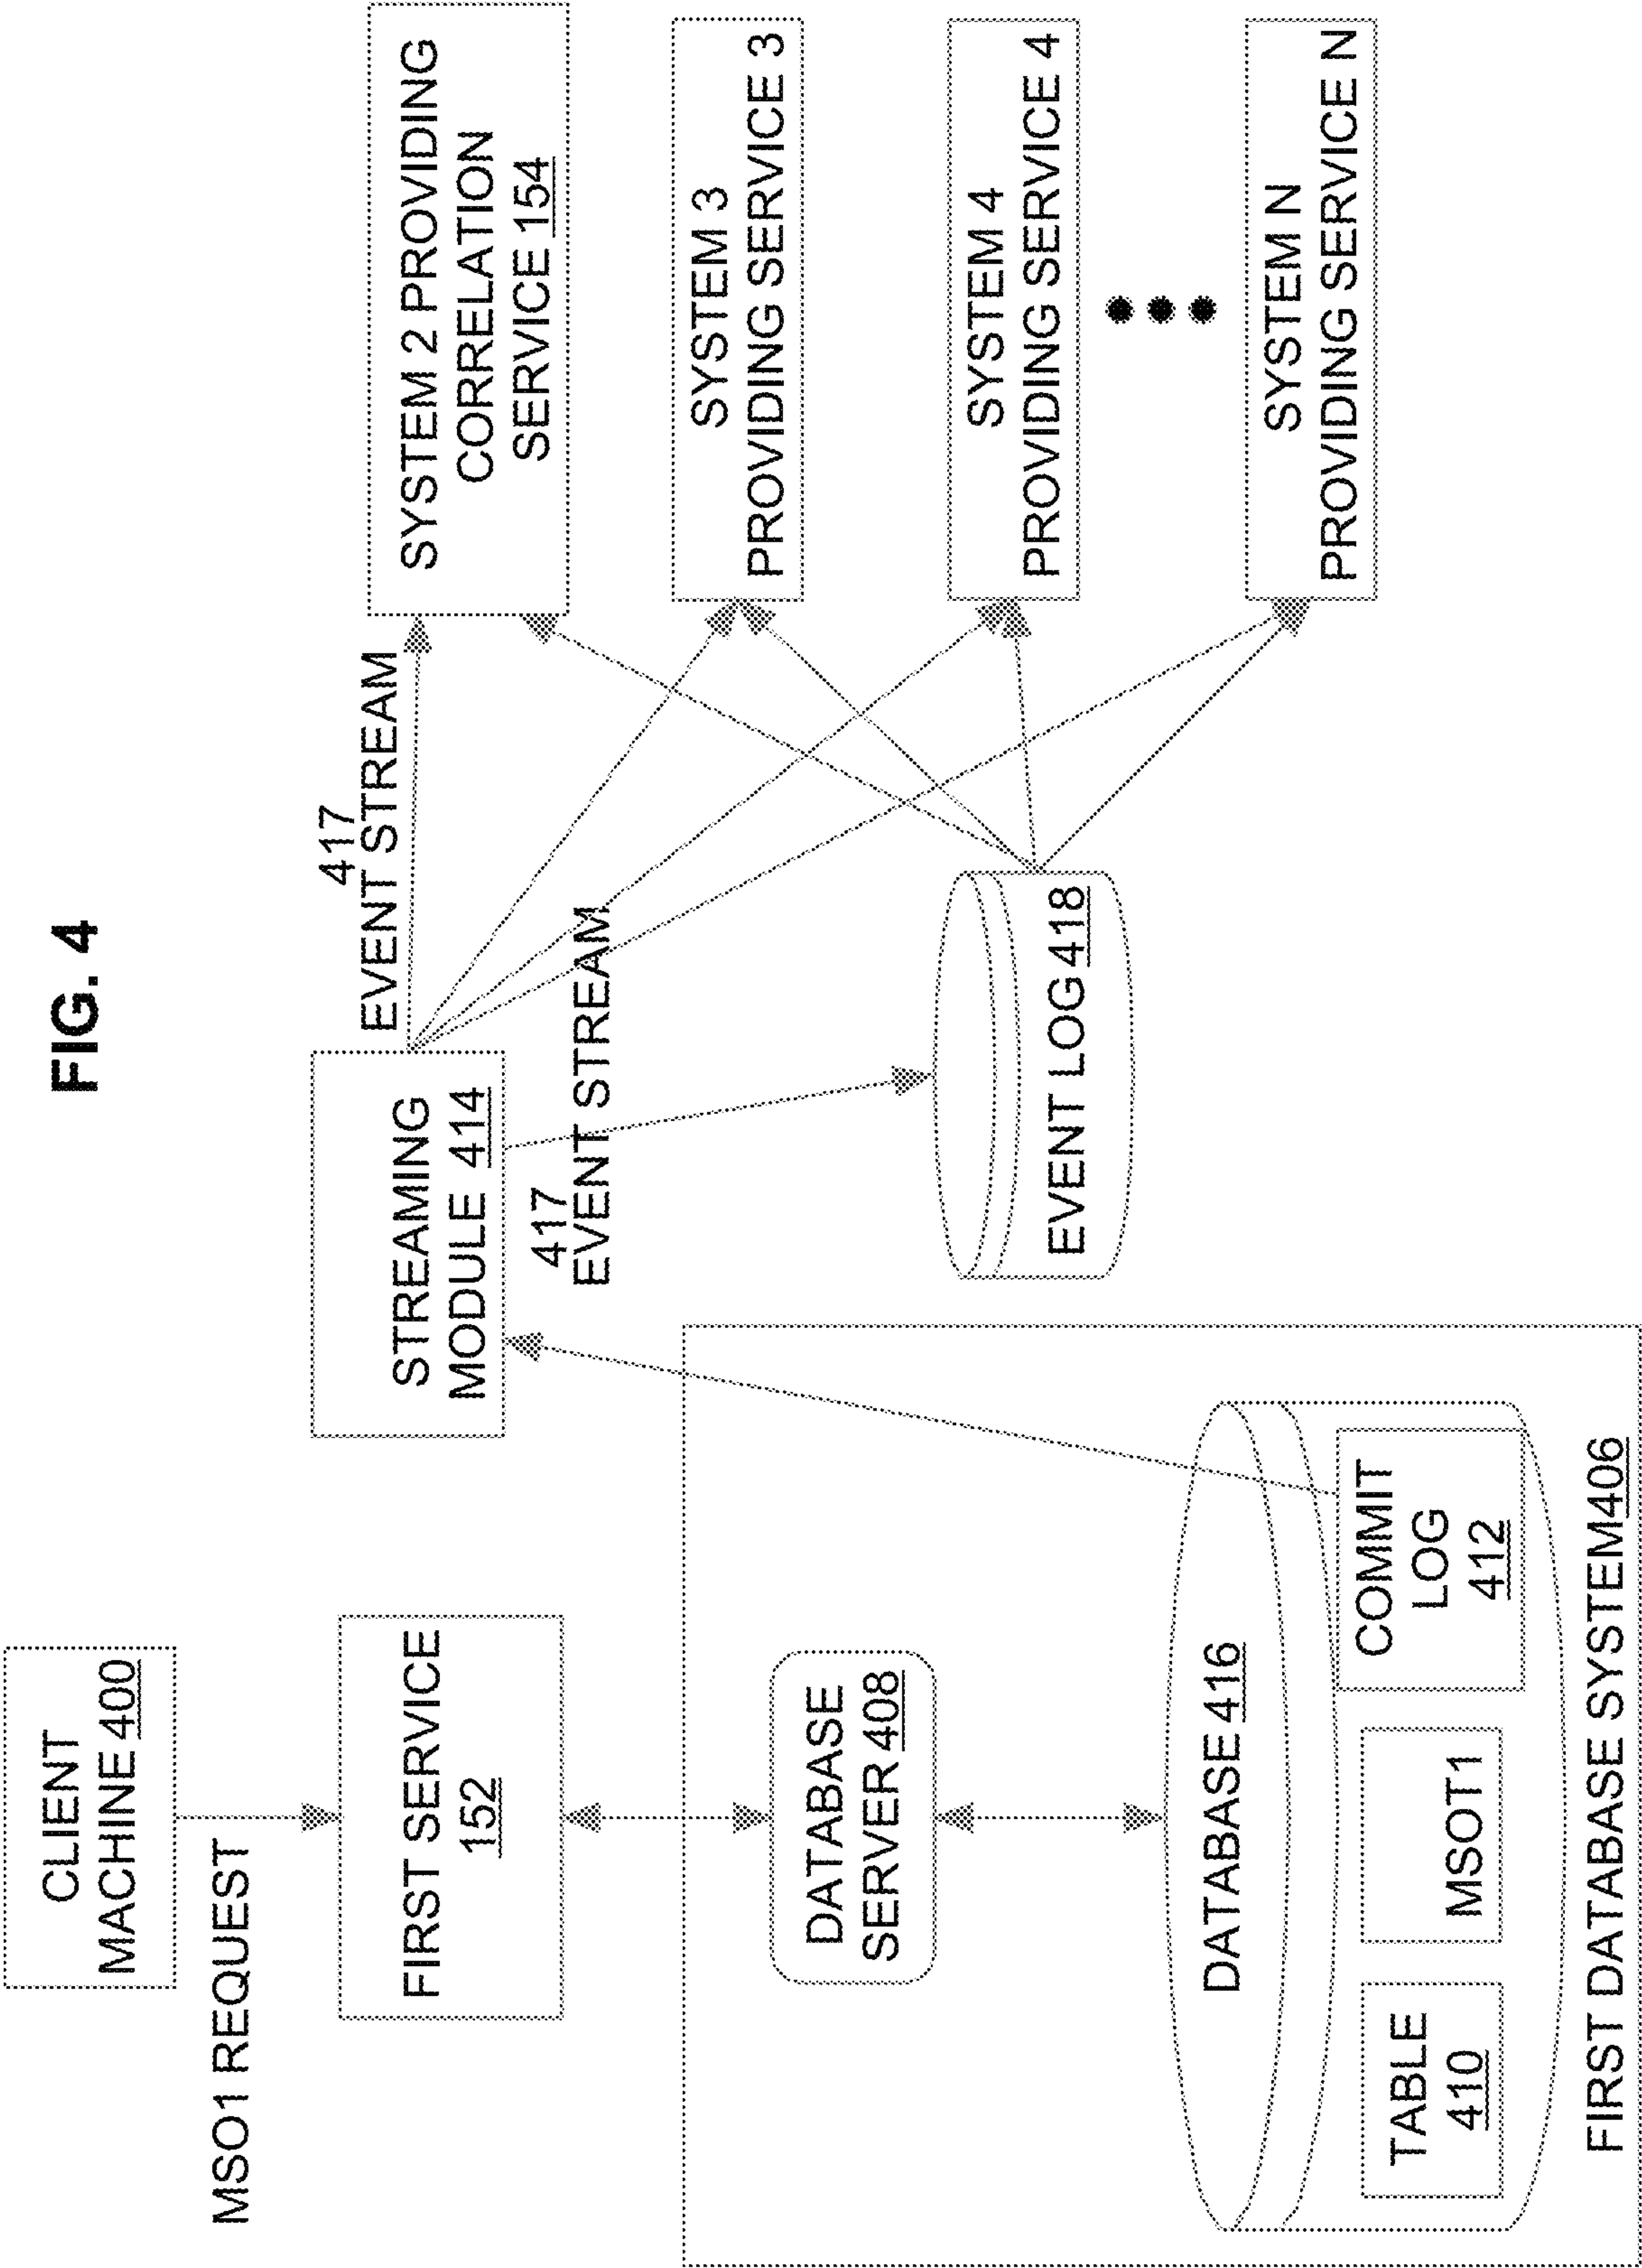 FIG. 4
CLIENT
MACHINE 400
MSO1 REQUEST
FIRST SERVICE
152
DATABASE
SERVER 408
DATABASE 416
TABLE
410
MSOT1
COMMIT
LOG
412
FIRST DATABASE SYSTEM406
STREAMING
MODULE 414
417
EVENT STREAM
417
EVENT STREAM
EVENT LOG418
SYSTEM 2 PROVIDING
CORRELATION
SERVICE 154
SYSTEM 3
PROVIDING SERVICE 3
SYSTEM 4
PROVIDING SERVICE 4
SYSTEM N
PROVIDING SERVICE N